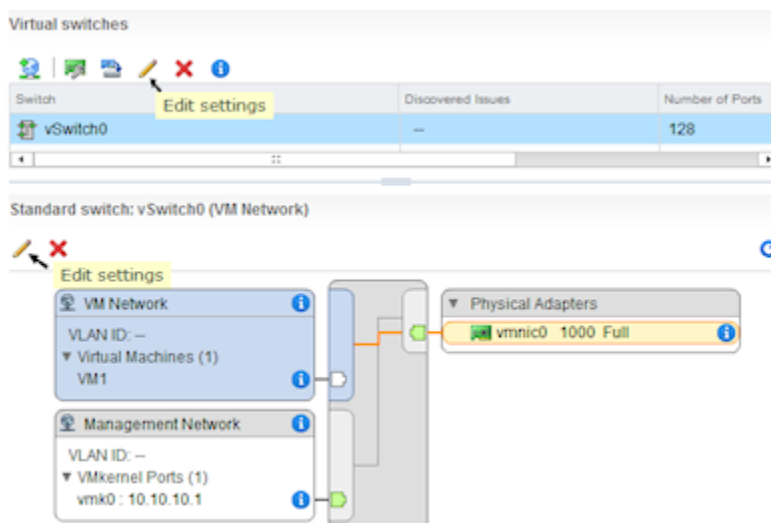 Virtual switches
Edit settings
Switch Discovered Issues Number of Ports
vSwitch0 -- 128
Standard switch: vSwitch0 (VM Network)
Edit settings
VM Network
VLAN ID: --
Virtual Machines (1)
VM1
Physical Adapters
vmnic0 1000 Full
Management Network
VLAN ID: --
VMkernel Ports (1)
vmk0 : 10.10.10.1